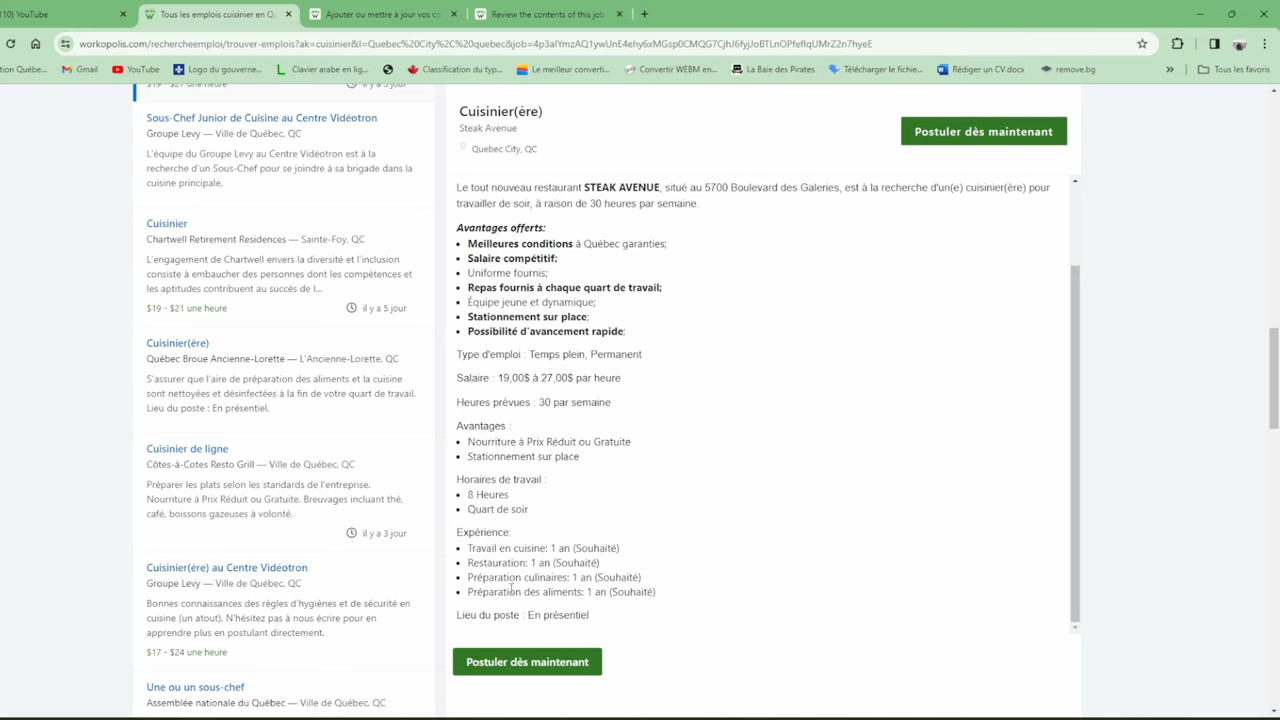 10) YouTube
Tous les emplois cuisinier en Q
Ajouter ou mettre à jour vos co
Review the contents of this job
workopolis.com/rechercheemploi/trouver-emplois?ak=cuisinier&l=Quebec%20City%2C%20quebec&job=4p3alYmzAQ1ywUnE4ehy6xMGsp0CMQG7CjhJ6fyjJoBTLnOPfeflqUMrZ2n7hyeE
tion Québe...
Gmail
YouTube
Logo du gouverne...
Clavier arabe en lig...
Classification du typ...
Le meilleur converti...
Convertir WEBM en...
La Baie des Pirates
Télécharger le fichie...
Rédiger un CV.docx
remove.bg
»
Tous les favoris
$19 - $21 une heure
il y a 5 jour
Sous-Chef Junior de Cuisine au Centre Vidéotron
Groupe Levy — Ville de Québec, QC
L'équipe du Groupe Levy au Centre Vidéotron est à la
recherche d'un Sous-Chef pour se joindre à sa brigade dans la
cuisine principale.
Cuisinier
Chartwell Retirement Residences — Sainte-Foy, QC
L'engagement de Chartwell envers la diversité et l'inclusion
consiste à embaucher des personnes dont les compétences et
les aptitudes contribuent au succés de l...
$19 - $21 une heure
il y a 5 jour
Cuisinier(ére)
Québec Broue Ancienne-Lorette — L'Ancienne-Lorette, QC
S'assurer que l'aire de préparation des aliments et la cuisine
sont nettoyées et désinfectées à la fin de votre quart de travail.
Lieu du poste : En présentiel.
Cuisinier de ligne
Côtes-à-Cotes Resto Grill — Ville de Québec, QC
Préparer les plats selon les standards de l'entreprise.
Nourriture à Prix Réduit ou Gratuite. Breuvages incluant thé,
café, boissons gazeuses à volonté.
il y a 3 jour
Cuisinier(ére) au Centre Vidéotron
Groupe Levy — Ville de Québec, QC
Bonnes connaissances des règles d'hygiènes et de sécurité en
cuisine (un atout). N'hésitez pas à nous écrire pour en
apprendre plus en postulant directement.
$17 - $24 une heure
Une ou un sous-chef
Assemblée nationale du Québec — Ville de Québec, QC
Cuisinier(ère)
Steak Avenue
Quebec City, QC
Postuler dès maintenant
Le tout nouveau restaurant STEAK AVENUE, situé au 5700 Boulevard des Galeries, est à la recherche d'un(e) cuisinier(ère) pour
travailler de soir, à raison de 30 heures par semaine.
Avantages offerts:
• Meilleures conditions à Québec garanties;
• Salaire compétitif;
• Uniforme fournis;
• Repas fournis à chaque quart de travail;
• Équipe jeune et dynamique;
• Stationnement sur place;
• Possibilité d'avancement rapide;
Type d'emploi : Temps plein, Permanent
Salaire : 19,00$ à 27,00$ par heure
Heures prévues : 30 par semaine
Avantages :
• Nourriture à Prix Réduit ou Gratuite
• Stationnement sur place
Horaires de travail :
• 8 Heures
• Quart de soir
Expérience:
• Travail en cuisine: 1 an (Souhaité)
• Restauration: 1 an (Souhaité)
• Préparation culinaires: 1 an (Souhaité)
• Préparation des aliments: 1 an (Souhaité)
Lieu du poste : En présentiel
Postuler dès maintenant